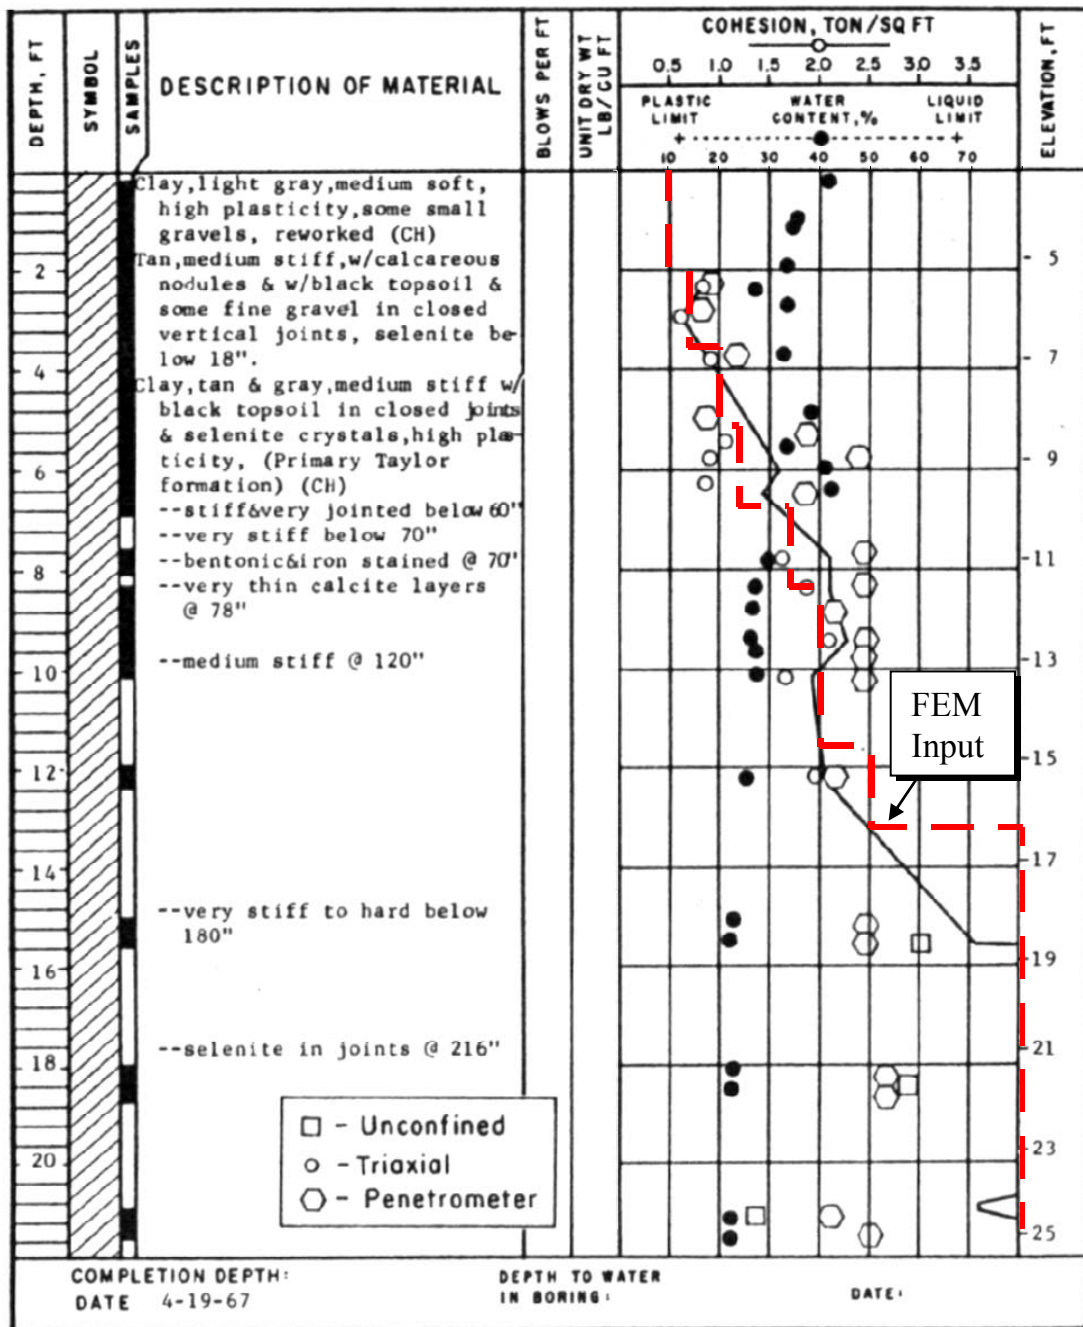 DEPTH, FT
SYMBOL
SAMPLES
DESCRIPTION OF MATERIAL
BLOWS PER FT
UNIT DRY WT
LB/CU FT
COHESION, TON/SQ FT
0.5 1.0 1.5 2.0 2.5 3.0 3.5
PLASTIC
LIMIT
WATER
CONTENT, %
LIQUID
LIMIT
10 20 30 40 50 60 70
ELEVATION, FT
Clay, light gray, medium soft,
high plasticity, some small
gravels, reworked (CH)
Tan, medium stiff, w/calcareous
nodules & w/black topsoil &
some fine gravel in closed
vertical joints, selenite be-
low 18".
Clay, tan & gray, medium stiff w/
black topsoil in closed joints
& selenite crystals, high plas-
ticity, (Primary Taylor
formation) (CH)
--stiff&very jointed below 60"
--very stiff below 70"
--bentonic&iron stained @ 70"
--very thin calcite layers
@ 78"
--medium stiff @ 120"
--very stiff to hard below
180"
--selenite in joints @ 216"
2
4
6
8
10
12
14
16
18
20
5
7
9
11
13
15
17
19
21
23
25
FEM
Input
- Unconfined
- Triaxial
- Penetrometer
COMPLETION DEPTH:
DATE 4-19-67
DEPTH TO WATER
IN BORING:
DATE: